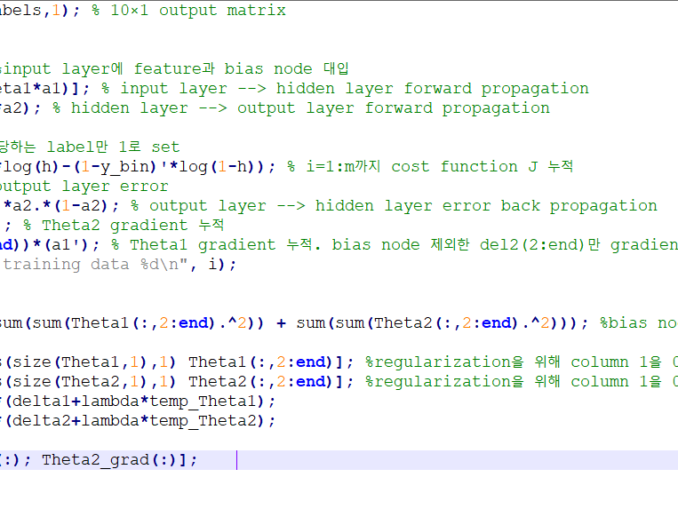 abels,1); % 10×1 output matrix
%input layer에 feature과 bias node 대입
eta1*a1)]; % input layer --> hidden layer forward propagation
*a2); % hidden layer --> output layer forward propagation
당하는 label만 1로 set
*log(h)-(1-y_bin)'*log(1-h)); % i=1:m까지 cost function J 누적
output layer error
*a2.*(1-a2); % output layer --> hidden layer error back propagation
; % Theta2 gradient 누적
nd))*(a1'); % Theta1 gradient 누적. bias node 제외한 del2(2:end)만 gradien
training data %d\n", i);
sum(sum(Theta1(:,2:end).^2)) + sum(sum(Theta2(:,2:end).^2))); %bias no
s(size(Theta1,1),1) Theta1(:,2:end)]; %regularization을 위해 column 1을 0
s(size(Theta2,1),1) Theta2(:,2:end)]; %regularization을 위해 column 1을 0
*(delta1+lambda*temp_Theta1);
*(delta2+lambda*temp_Theta2);
(:); Theta2_grad(:)];